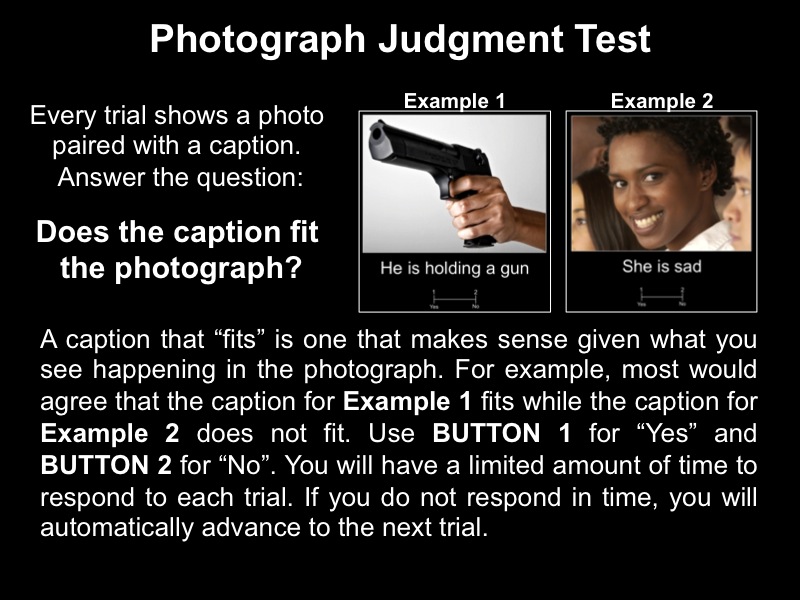 Photograph Judgment Test
Every trial shows a photo
paired with a caption.
Answer the question:
Does the caption fit
the photograph?
Example 1
He is holding a gun
1 2
Yes No
Example 2
She is sad
1 2
Yes No
A caption that “fits” is one that makes sense given what you
see happening in the photograph. For example, most would
agree that the caption for Example 1 fits while the caption for
Example 2 does not fit. Use BUTTON 1 for “Yes” and
BUTTON 2 for “No”. You will have a limited amount of time to
respond to each trial. If you do not respond in time, you will
automatically advance to the next trial.